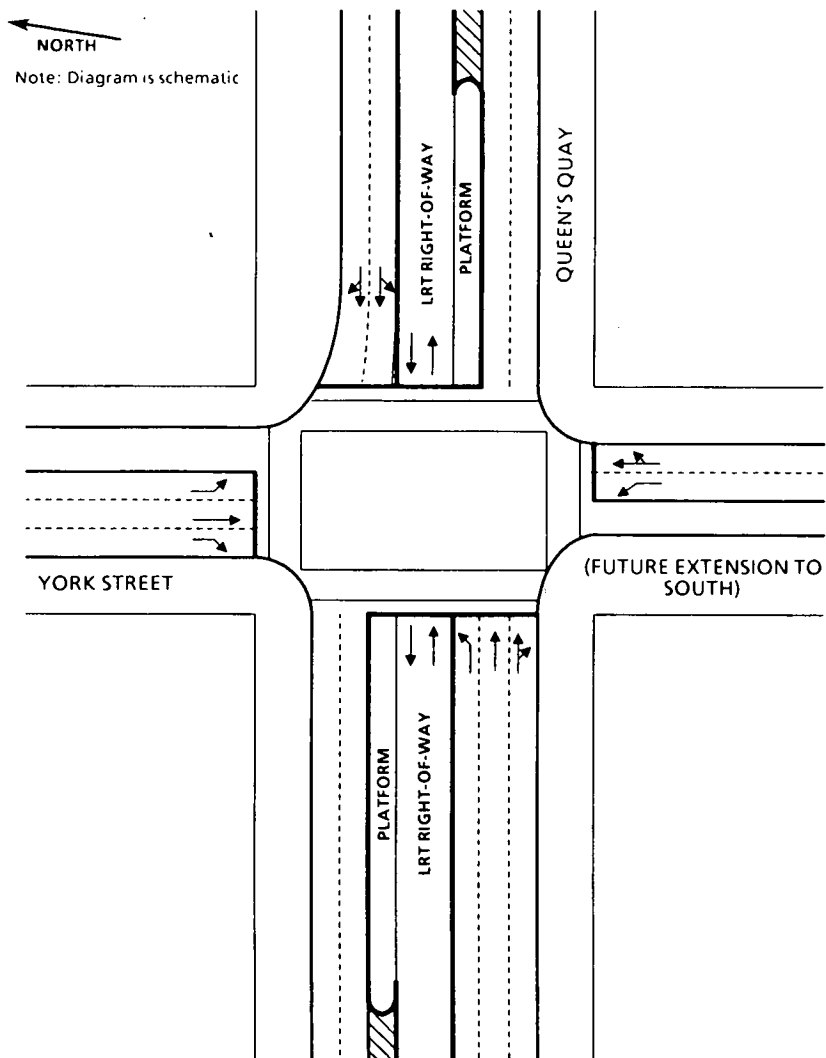 NORTH
Note: Diagram is schematic
LRT RIGHT-OF-WAY
PLATFORM
QUEEN'S QUAY
YORK STREET
(FUTURE EXTENSION TO
SOUTH)
PLATFORM
LRT RIGHT-OF-WAY